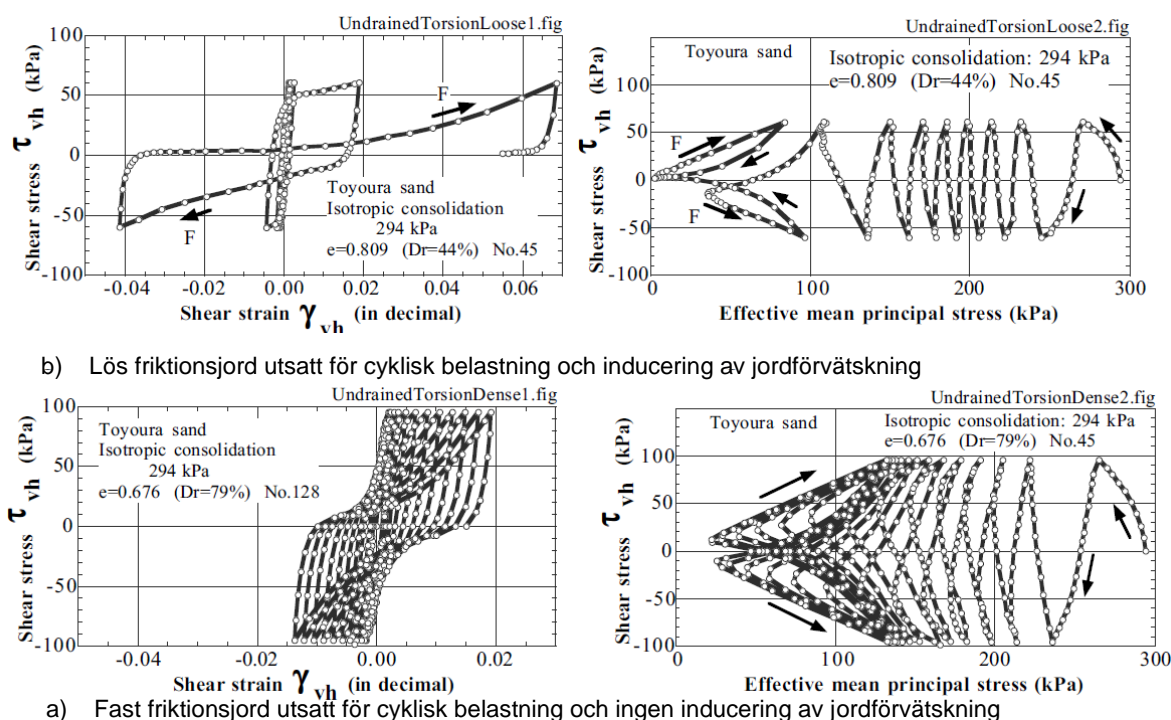 UndrainedTorsionLoose1.fig
100
50
0
-50
-100
Shear stress τ vh (kPa)
F
F
Toyoura sand
Isotropic consolidation
294 kPa
e=0.809 (Dr=44%) No.45
-0.04 -0.02 0.00 0.02 0.04 0.06
Shear strain γ vh (in decimal)
UndrainedTorsionLoose2.fig
100
50
0
-50
-100
Shear stress τ vh (kPa)
Toyoura sand
Isotropic consolidation: 294 kPa
e=0.809 (Dr=44%) No.45
F
F
0 100 200 300
Effective mean principal stress (kPa)
b) Lös friktionsjord utsatt för cyklisk belastning och inducering av jordförvätskning
UndrainedTorsionDense1.fig
100
50
0
-50
-100
Shear stress τ vh (kPa)
Toyoura sand
Isotropic consolidation
294 kPa
e=0.676 (Dr=79%) No.128
-0.04 -0.02 0.00 0.02
Shear strain γ vh (in decimal)
UndrainedTorsionDense2.fig
100
50
0
-50
-100
Shear stress τ vh (kPa)
Toyoura sand
Isotropic consolidation: 294 kPa
e=0.676 (Dr=79%) No.45
0 100 200 300
Effective mean principal stress (kPa)
a) Fast friktionsjord utsatt för cyklisk belastning och ingen inducering av jordförvätskning